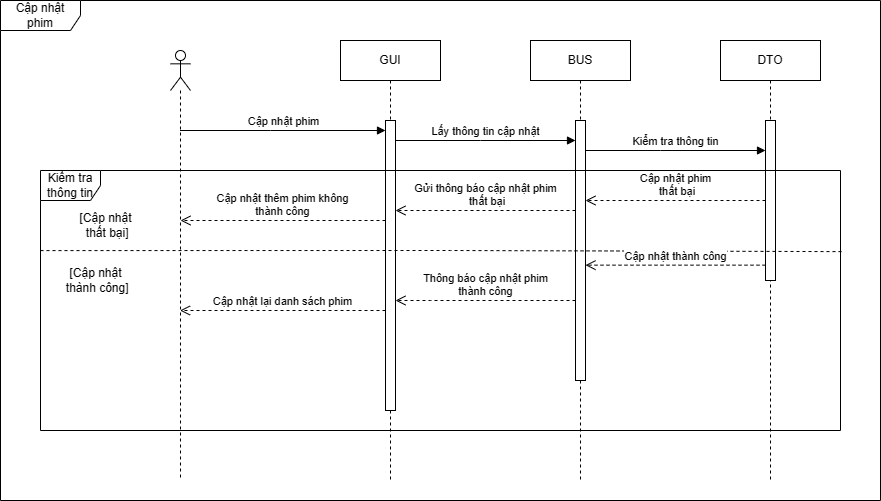 Cập nhật
phim
GUI
BUS
DTO
Cập nhật phim
Lấy thông tin cập nhật
Kiểm tra thông tin
Kiểm tra
thông tin
Cập nhật phim
thất bại
Gửi thông báo cập nhật phim
thất bại
Cập nhật thêm phim không
thành công
[Cập nhật
thất bại]
Cập nhật thành công
[Cập nhật
thành công]
Thông báo cập nhật phim
thành công
Cập nhật lại danh sách phim